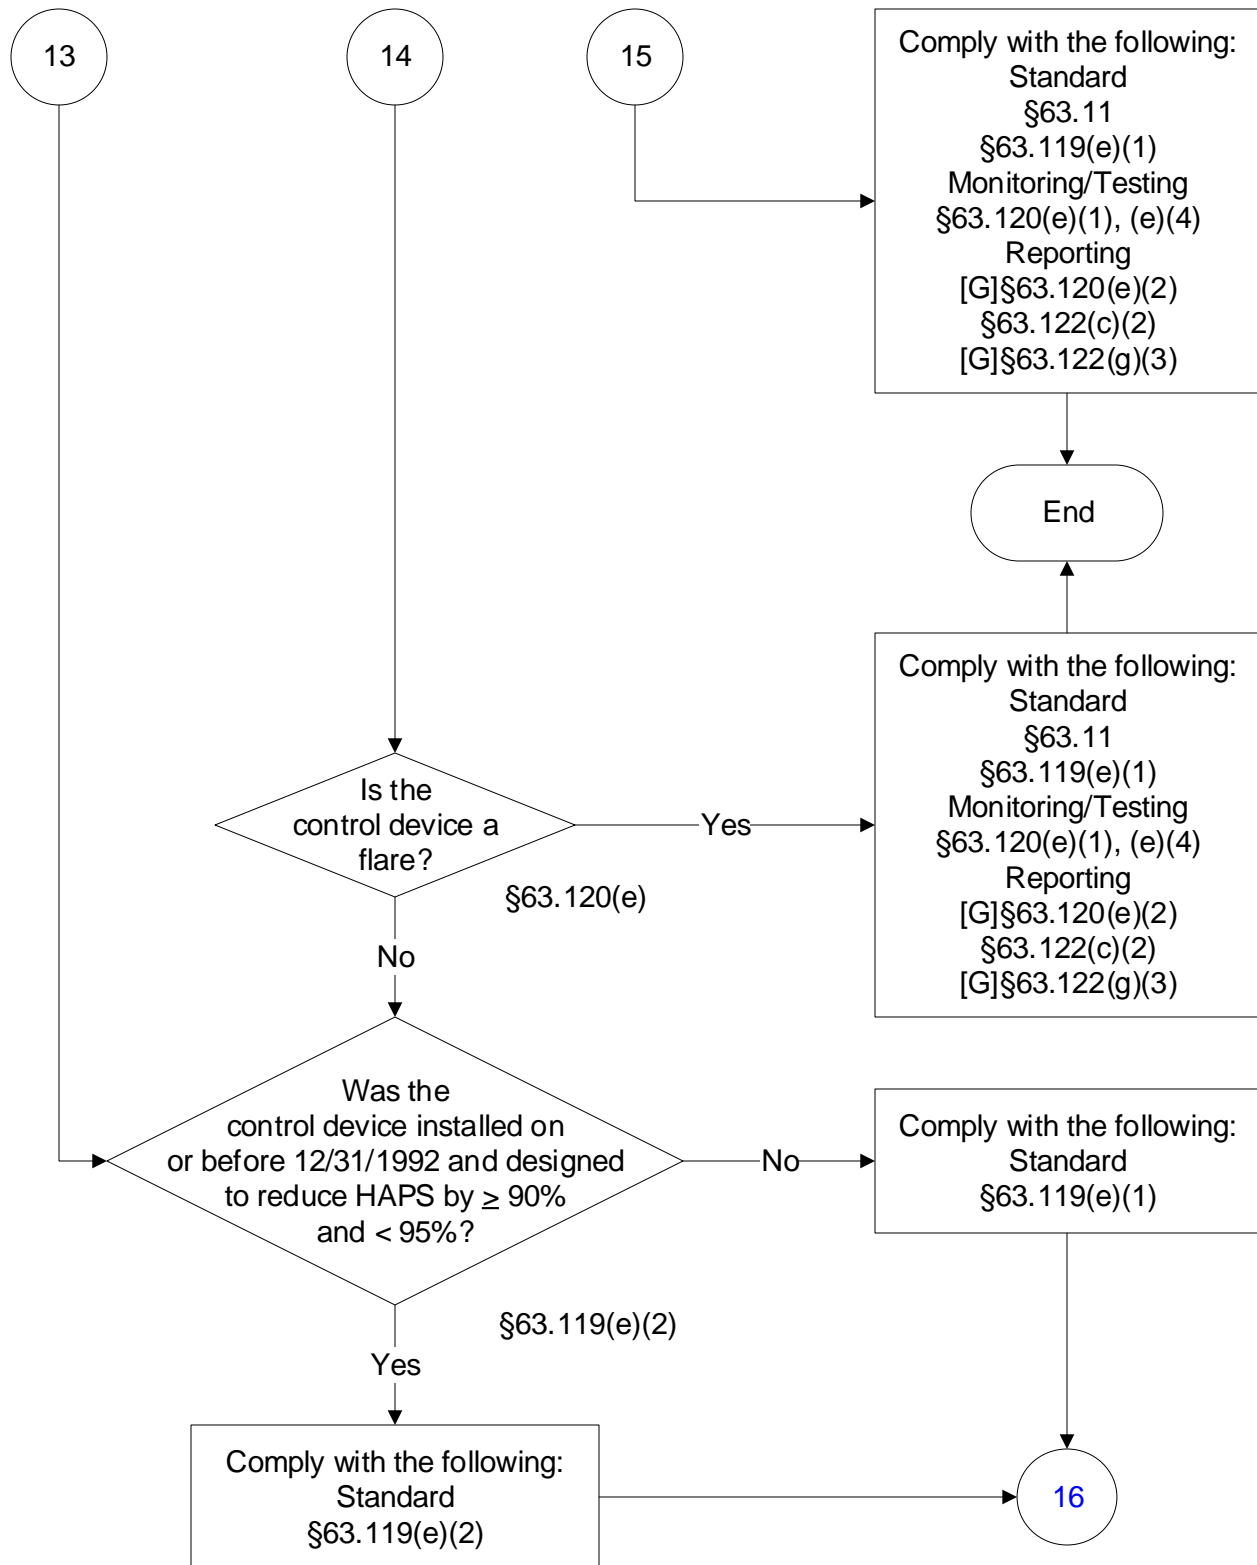 13
14
15
Comply with the following:
Standard
§63.11
§63.119(e)(1)
Monitoring/Testing
§63.120(e)(1), (e)(4)
Reporting
[G]§63.120(e)(2)
§63.122(c)(2)
[G]§63.122(g)(3)
End
Comply with the following:
Standard
§63.11
§63.119(e)(1)
Monitoring/Testing
§63.120(e)(1), (e)(4)
Reporting
[G]§63.120(e)(2)
§63.122(c)(2)
[G]§63.122(g)(3)
Is the
control device a
flare?
Yes
§63.120(e)
No
Was the
control device installed on
or before 12/31/1992 and designed
to reduce HAPS by ≥ 90%
and < 95%?
No
Comply with the following:
Standard
§63.119(e)(1)
§63.119(e)(2)
Yes
Comply with the following:
Standard
§63.119(e)(2)
16